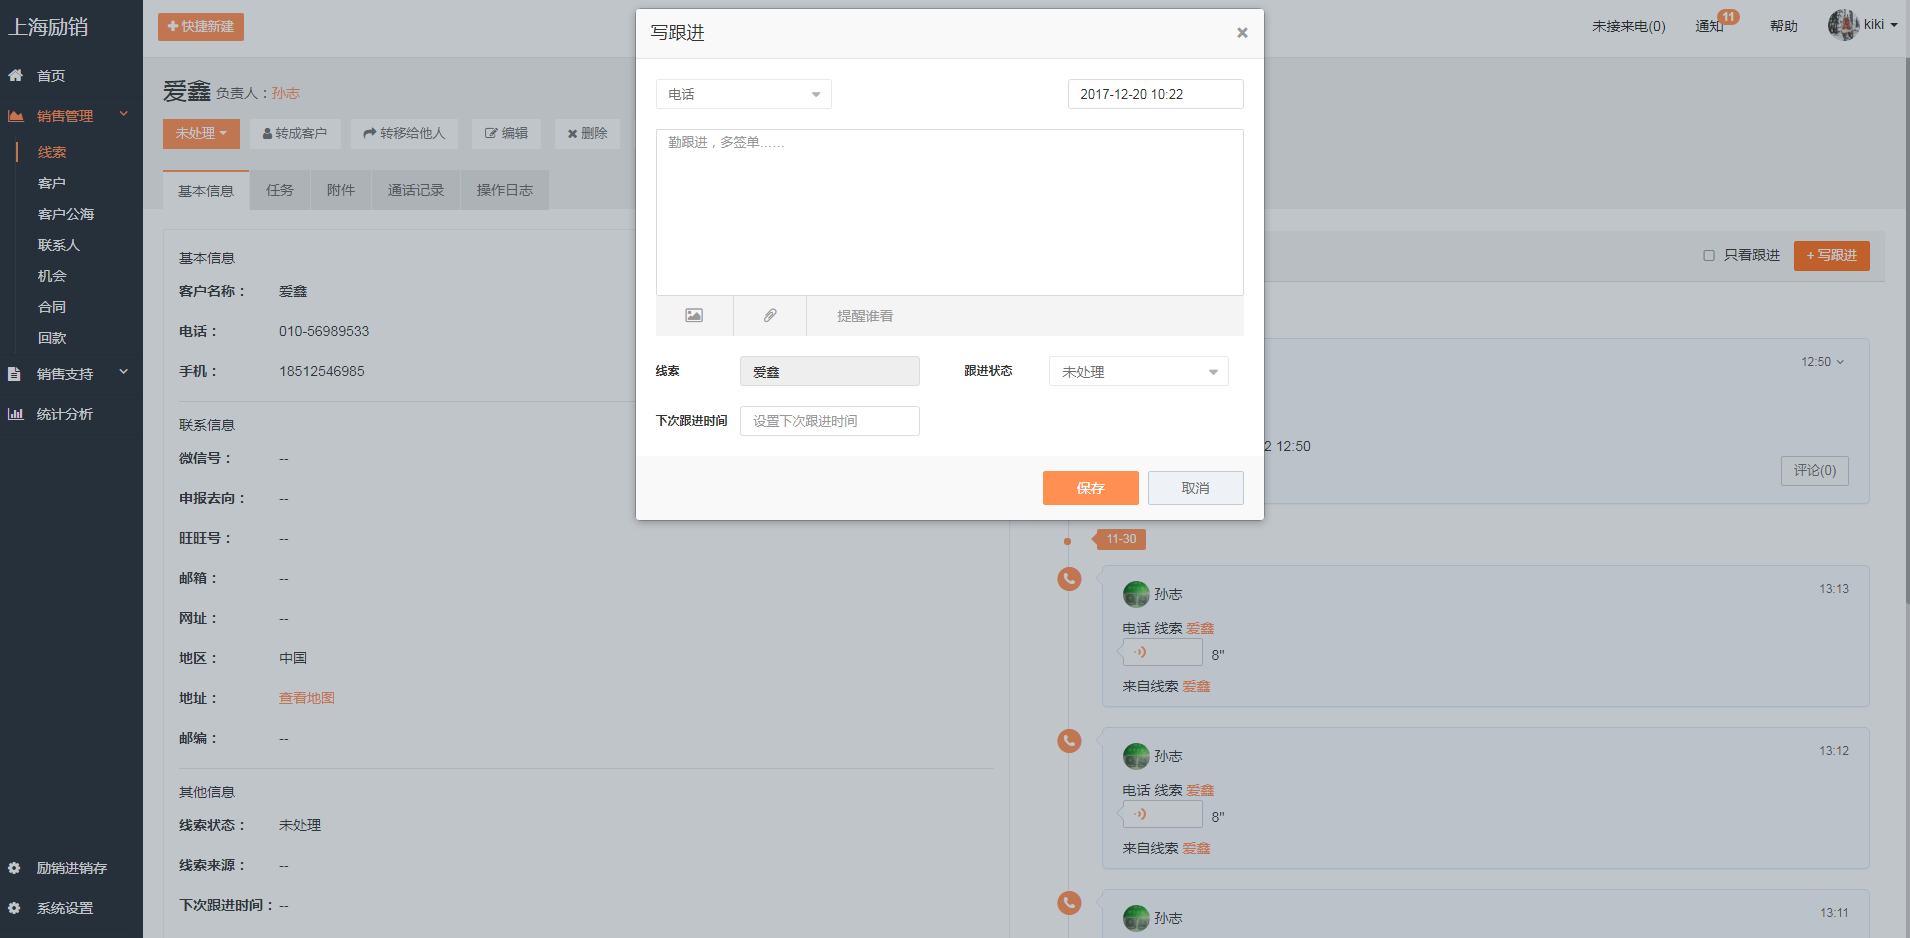 上海励销
快捷新建
未接来电(0)
通知
11
帮助
kiki
首页
销售管理
线索
客户
客户公海
联系人
机会
合同
回款
销售支持
统计分析
励销进销存
系统设置
爱鑫 负责人：孙志
未处理
转成客户
转移给他人
编辑
删除
基本信息
任务
附件
通话记录
操作日志
基本信息
客户名称： 爱鑫
电话： 010-56989533
手机： 18512546985
联系信息
微信号： --
申报去向： --
旺旺号： --
邮箱： --
网址： --
地区： 中国
地址： 查看地图
邮编： --
其他信息
线索状态： 未处理
线索来源： --
下次跟进时间： --
写跟进
×
电话
2017-12-20 10:22
勤跟进，多签单……
提醒谁看
线索
爱鑫
跟进状态
未处理
下次跟进时间
设置下次跟进时间
保存
取消
只看跟进
+ 写跟进
12:50
2 12:50
评论(0)
11-30
孙志
13:13
电话 线索 爱鑫
8"
来自线索 爱鑫
孙志
13:12
电话 线索 爱鑫
8"
来自线索 爱鑫
孙志
13:11